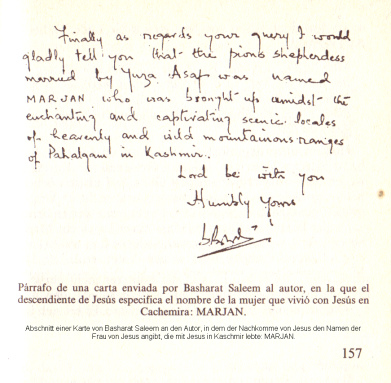 Finally as regards your query I would
gladly tell you that the pious shepherdess
married by Yuza Asaf was named
MARJAN who was brought up amidst the
enchanting and captivating scenic locales
of heavenly and wild mountainous ranges
of Pahalgam in Kashmir.
Lord be with you
Humbly Yours
Párrafo de una carta enviada por Basharat Saleem al autor, en la que el
descendiente de Jesús especifica el nombre de la mujer que vivió con Jesús en
Cachemira: MARJAN.
Abschnitt einer Karte von Basharat Saleem an den Autor, in dem der Nachkomme von Jesus den Namen der
Frau von Jesus angibt, die mit Jesus in Kaschmir lebte: MARJAN.
157